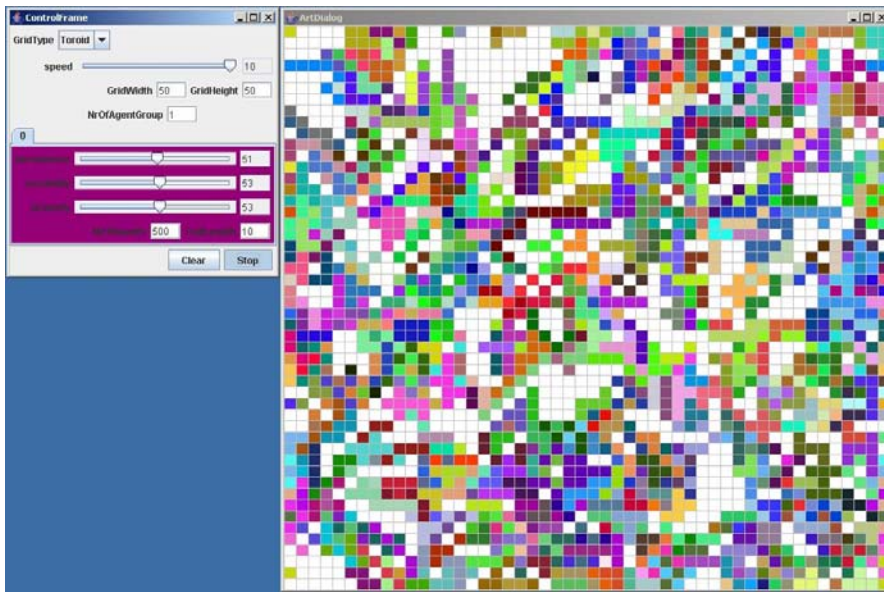 ControlFrame
GridType Toroid
speed 10
GridWidth 50 GridHeight 50
NrOfAgentGroup 1
0
51
53
53
500 10
Clear Stop
ArtDialog